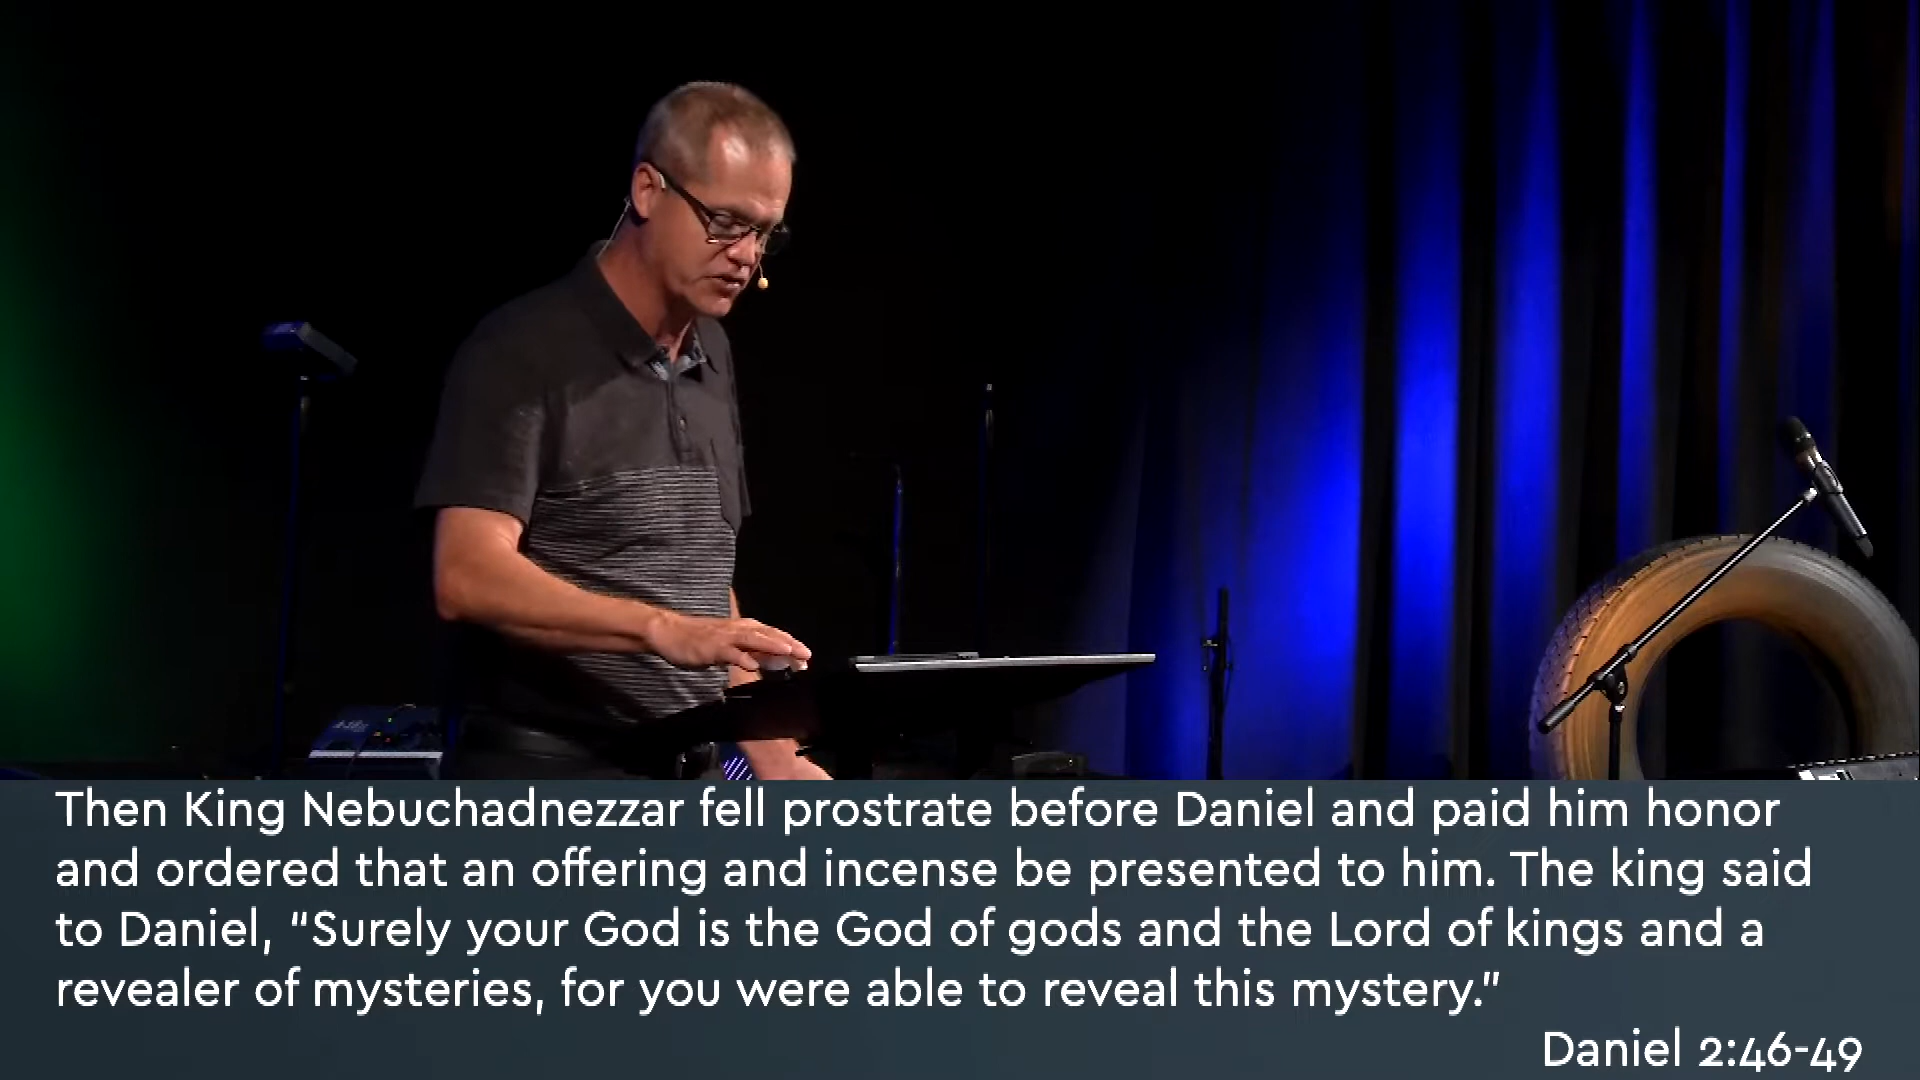 Then King Nebuchadnezzar fell prostrate before Daniel and paid him honor
and ordered that an offering and incense be presented to him. The king said
to Daniel, “Surely your God is the God of gods and the Lord of kings and a
revealer of mysteries, for you were able to reveal this mystery.”
Daniel 2:46-49